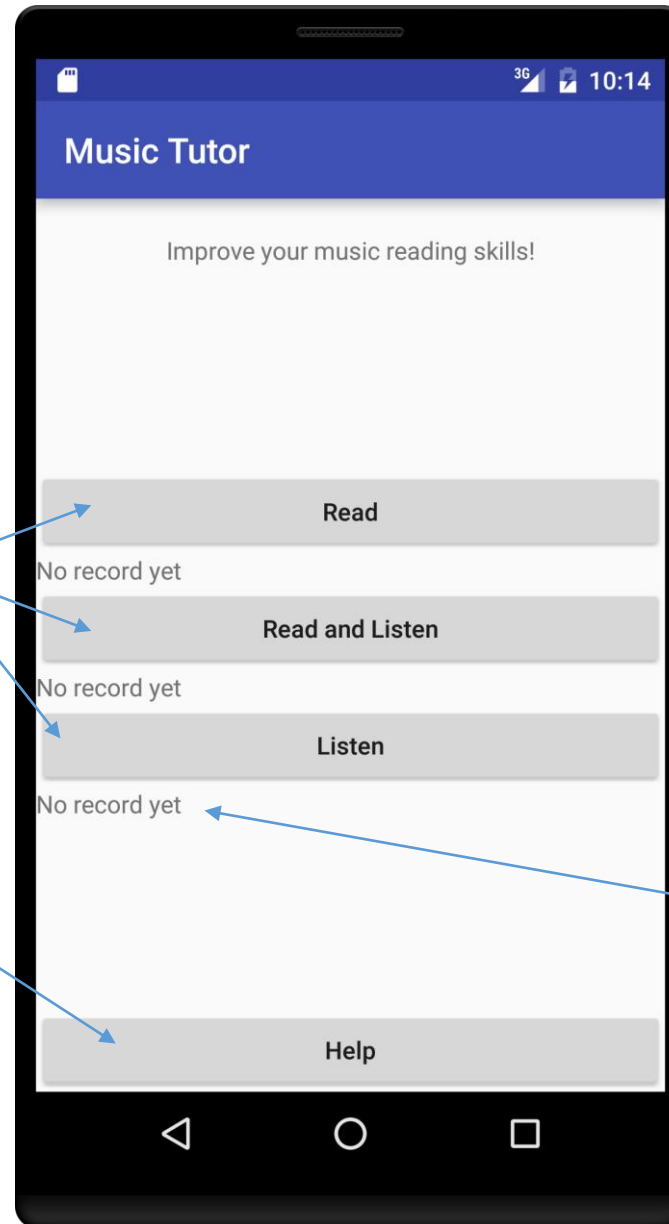 3G 10:14
Music Tutor
Improve your music reading skills!
Read
No record yet
Read and Listen
No record yet
Listen
No record yet
Help